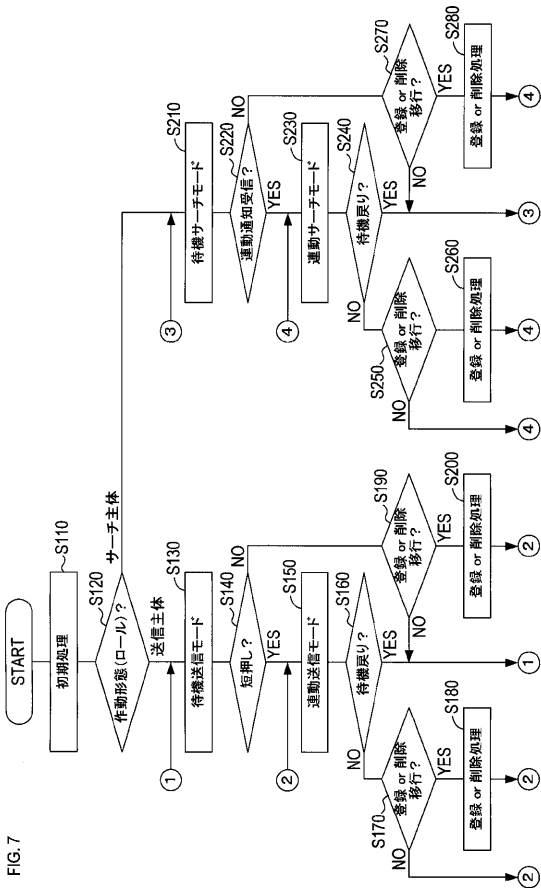 FIG. 7
START
初期処理
S110
作動形態(ロール)?
S120
サーチ主体
送信主体
①
待機送信モード
S130
短押し?
S140
NO
YES
②
連動送信モード
S150
待機戻り?
S160
NO
YES
登録 or 削除
移行?
S170
NO
YES
登録 or 削除処理
S180
②
②
①
登録 or 削除
移行?
S190
NO
YES
登録 or 削除処理
S200
②
③
待機サーチモード
S210
連動通知受信?
S220
NO
YES
④
連動サーチモード
S230
待機戻り?
S240
NO
YES
登録 or 削除
移行?
S250
NO
登録 or 削除処理
S260
④
④
③
登録 or 削除
移行?
S270
NO
YES
登録 or 削除処理
S280
④